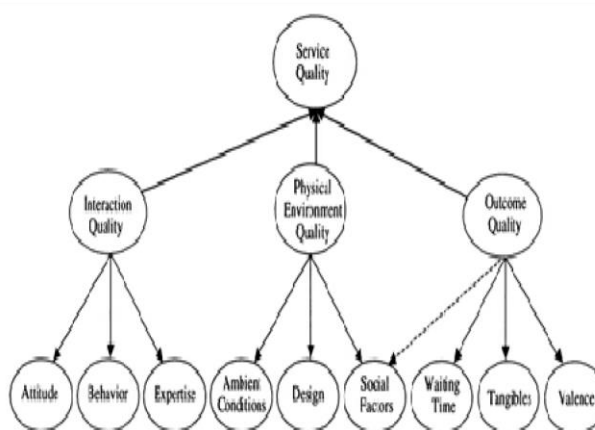 Service
Quality
Interaction
Quality
Physical
Environment
Quality
Outcome
Quality
Attitude
Behavior
Expertise
Ambient
Conditions
Design
Social
Factors
Waiting
Time
Tangibles
Valence